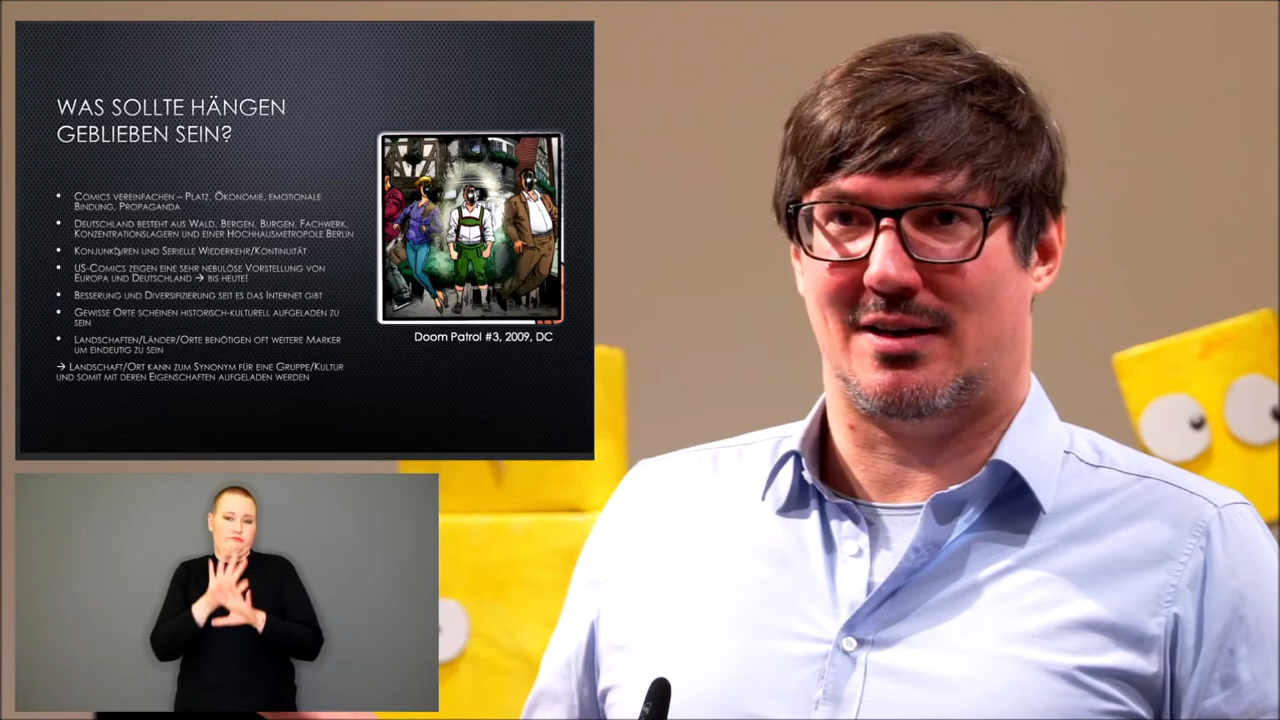 WAS SOLLTE HÄNGEN
GEBLIEBEN SEIN?
• COMICS VEREINFACHEN – PLATZ, ÖKONOMIE, EMOTIONALE
BINDUNG, PROPAGANDA
• DEUTSCHLAND BESTEHT AUS WALD, BERGEN, BURGEN, FACHWERK,
KONZENTRATIONSLAGERN UND EINER HOCHHAUSMETROPOLE BERLIN
• KONJUNKTUREN UND SERIELLE WIEDERKEHR/KONTINUITÄT
• US-COMICS ZEIGEN EINE SEHR NEBULÖSE VORSTELLUNG VON
EUROPA UND DEUTSCHLAND → BIS HEUTE!
• BESSERUNG UND DIVERSIFIZIERUNG SEIT ES DAS INTERNET GIBT
• GEWISSE ORTE SCHEINEN HISTORISCH-KULTURELL AUFGELADEN ZU
SEIN
• LANDSCHAFTEN/LÄNDER/ORTE BENÖTIGEN OFT WEITERE MARKER
UM EINDEUTIG ZU SEIN
→ LANDSCHAFT/ORT KANN ZUM SYNONYM FÜR EINE GRUPPE/KULTUR
UND SOMIT MIT DEREN EIGENSCHAFTEN AUFGELADEN WERDEN
Doom Patrol #3, 2009, DC